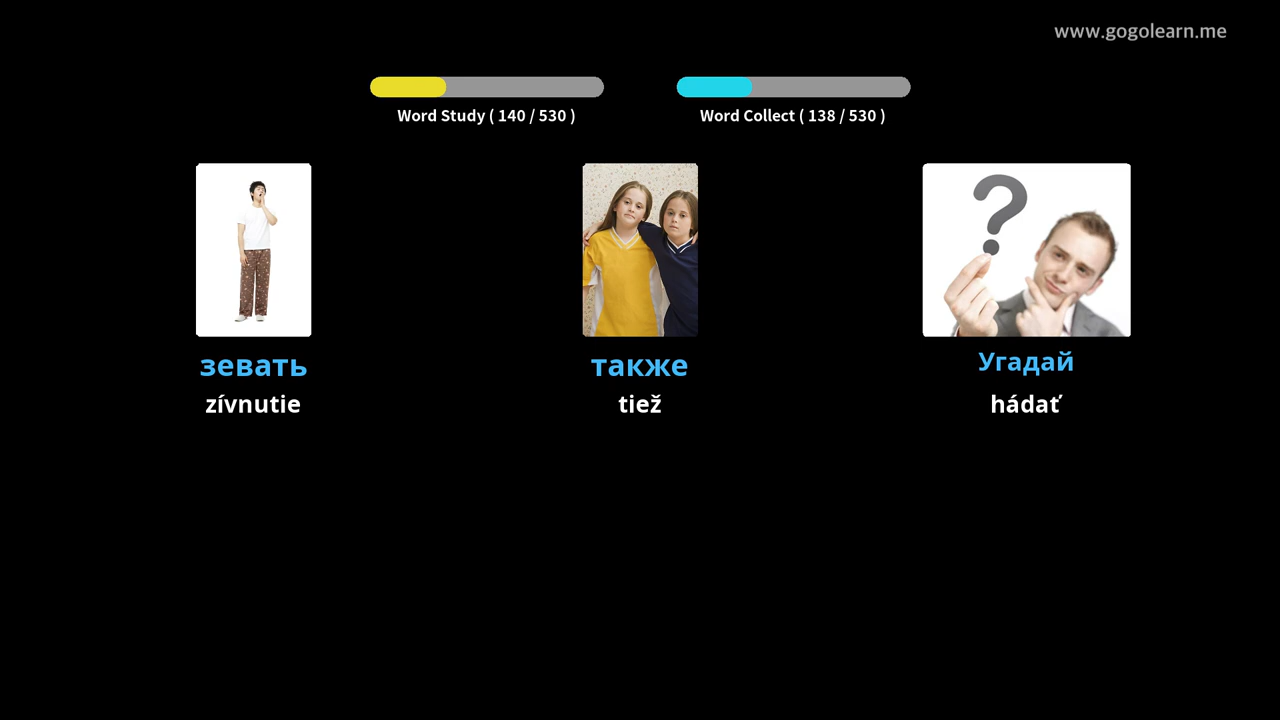 www.gogolearn.me
Word Study ( 140 / 530 )
Word Collect ( 138 / 530 )
зевать
также
Угадай
zívnutie
tiež
hádať